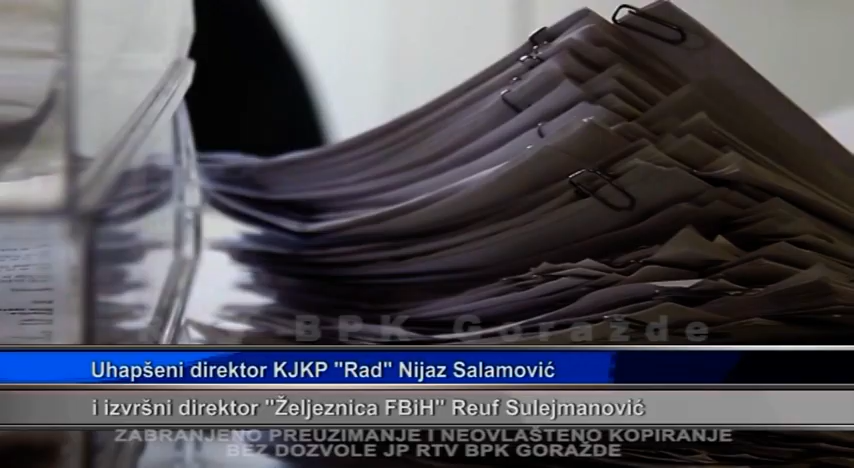 BPK Goražde
Uhapšeni direktor KJKP "Rad" Nijaz Salamović
i izvršni direktor "Željeznica FBiH" Reuf Sulejmanović
ZABRANJENO PREUZIMANJE I NEOVLAŠTENO KOPIRANJE
BEZ DOZVOLE JP RTV BPK GORAŽDE